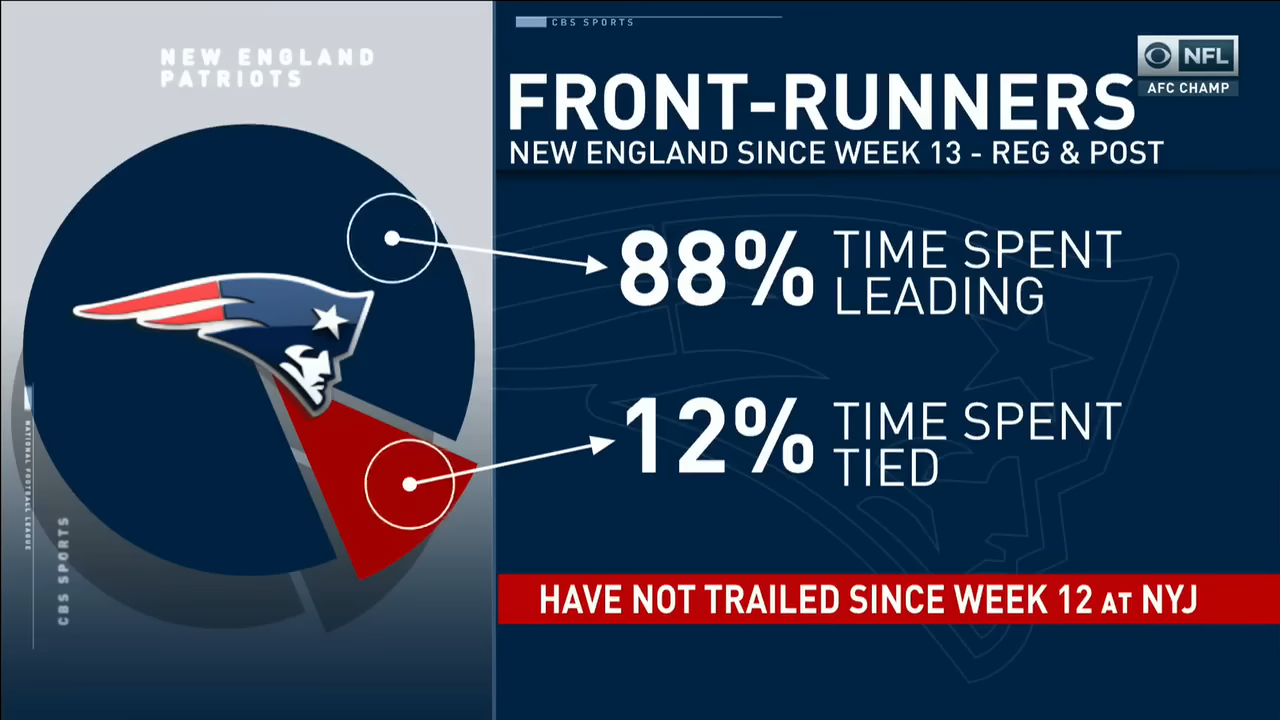 NEW ENGLAND
PATRIOTS
NATIONAL FOOTBALL LEAGUE
CBS SPORTS
CBS SPORTS
NFL
AFC CHAMP
FRONT-RUNNERS
NEW ENGLAND SINCE WEEK 13 - REG & POST
88% TIME SPENT
LEADING
12% TIME SPENT
TIED
HAVE NOT TRAILED SINCE WEEK 12 AT NYJ